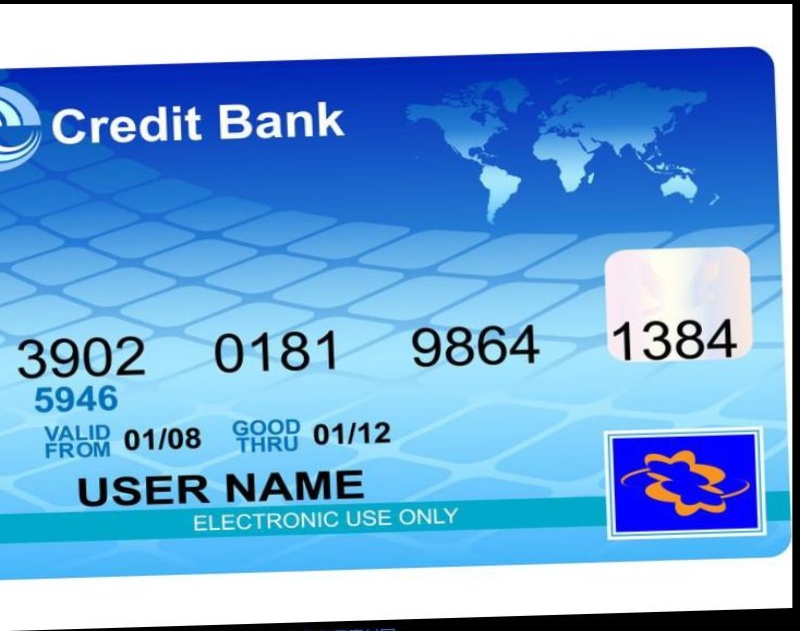 Credit Bank
3902 0181 9864 1384
5946
VALID FROM 01/08 GOOD THRU 01/12
USER NAME
ELECTRONIC USE ONLY